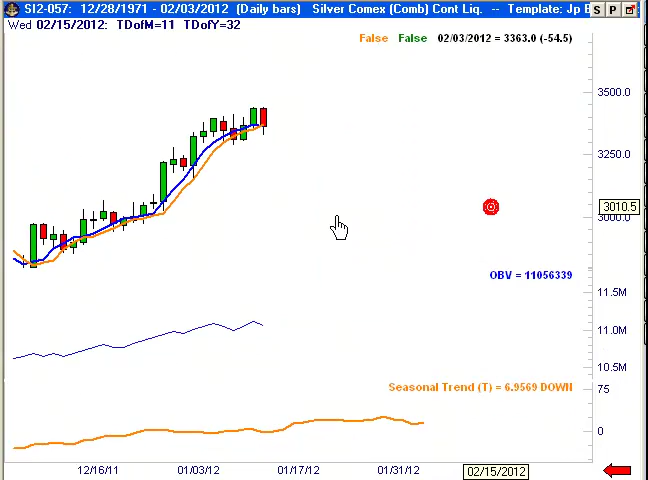 SI2-057: 12/28/1971 - 02/03/2012 (Daily bars) Silver Comex (Comb) Cont Liq. -- Template: Jp
S P
Wed 02/15/2012: TDofM=11 TDofY=32
False False 02/03/2012 = 3363.0 (-54.5)
3500.0
3250.0
3010.5
3000.0
OBV = 11056339
11.5M
11.0M
10.5M
Seasonal Trend (T) = 6.9569 DOWN
75
0
12/16/11 01/03/12 01/17/12 01/31/12 02/15/2012